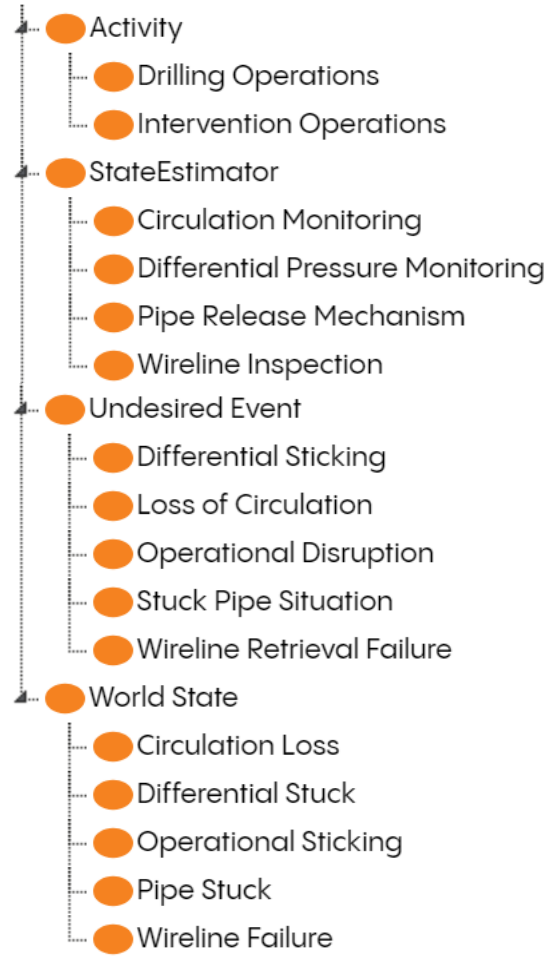 Activity
Drilling Operations
Intervention Operations
StateEstimator
Circulation Monitoring
Differential Pressure Monitoring
Pipe Release Mechanism
Wireline Inspection
Undesired Event
Differential Sticking
Loss of Circulation
Operational Disruption
Stuck Pipe Situation
Wireline Retrieval Failure
World State
Circulation Loss
Differential Stuck
Operational Sticking
Pipe Stuck
Wireline Failure